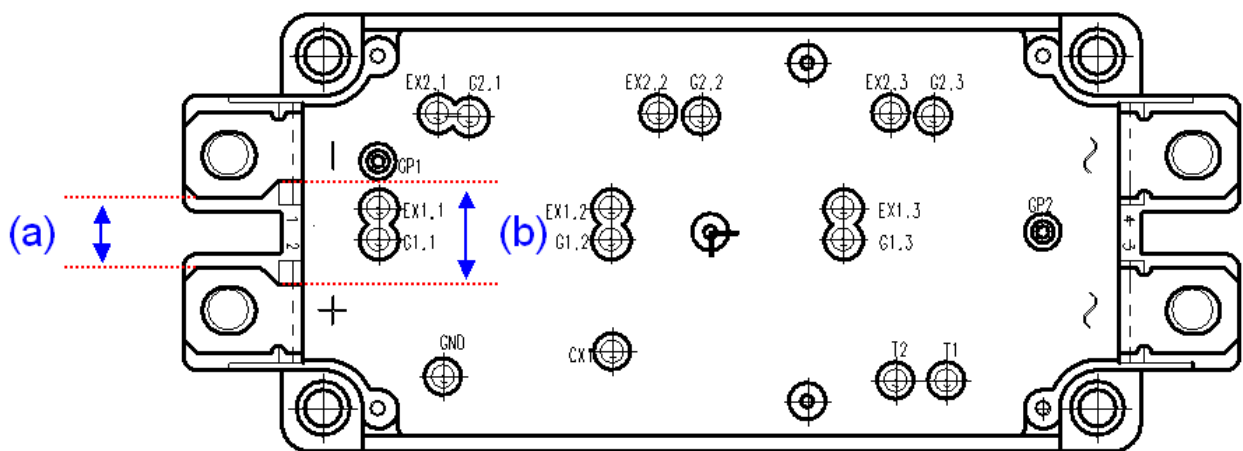 EX2.1 G2.1 EX2.2 G2.2 EX2.3 G2.3
− GP1 ~
EX1.1 EX1.2 EX1.3 GP2
(a) 1 2 G1.1 (b) G1.2 G1.3 4 3
+ ~
GND CX1 T2 T1